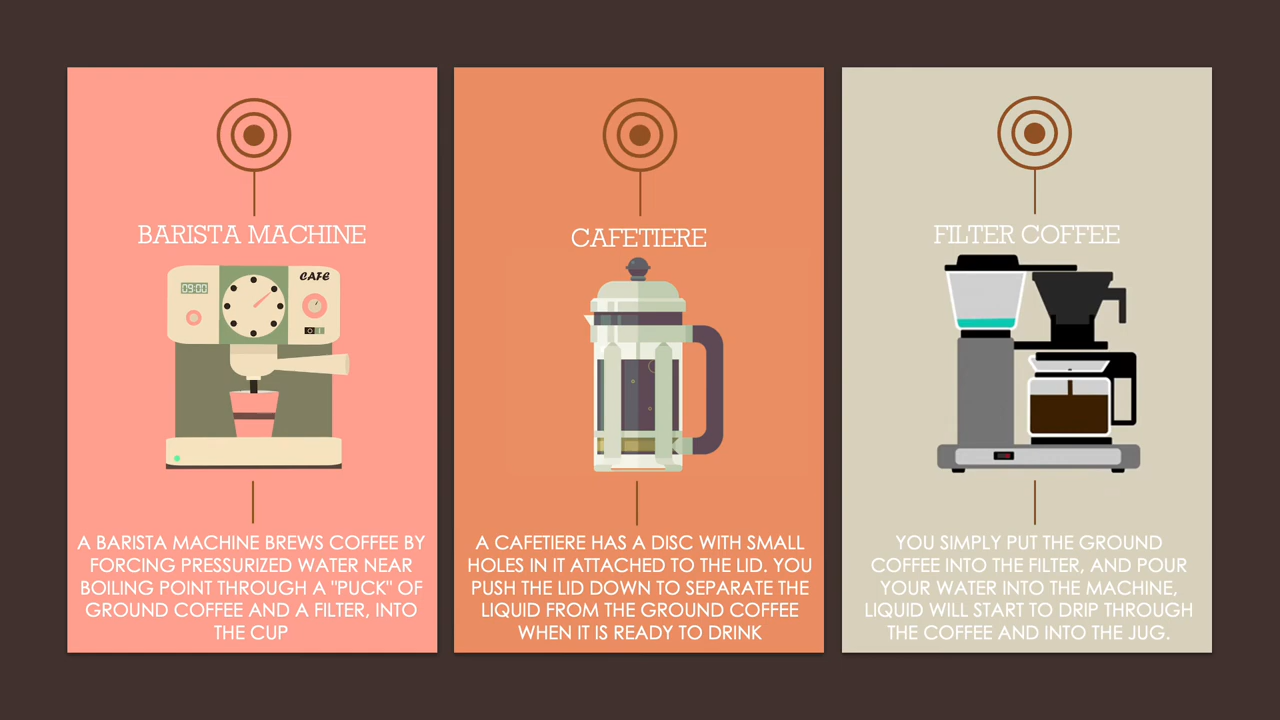 BARISTA MACHINE
CAFE
09:00
A BARISTA MACHINE BREWS COFFEE BY
FORCING PRESSURIZED WATER NEAR
BOILING POINT THROUGH A "PUCK" OF
GROUND COFFEE AND A FILTER, INTO
THE CUP
CAFETIERE
A CAFETIERE HAS A DISC WITH SMALL
HOLES IN IT ATTACHED TO THE LID. YOU
PUSH THE LID DOWN TO SEPARATE THE
LIQUID FROM THE GROUND COFFEE
WHEN IT IS READY TO DRINK
FILTER COFFEE
YOU SIMPLY PUT THE GROUND
COFFEE INTO THE FILTER, AND POUR
YOUR WATER INTO THE MACHINE,
LIQUID WILL START TO DRIP THROUGH
THE COFFEE AND INTO THE JUG.